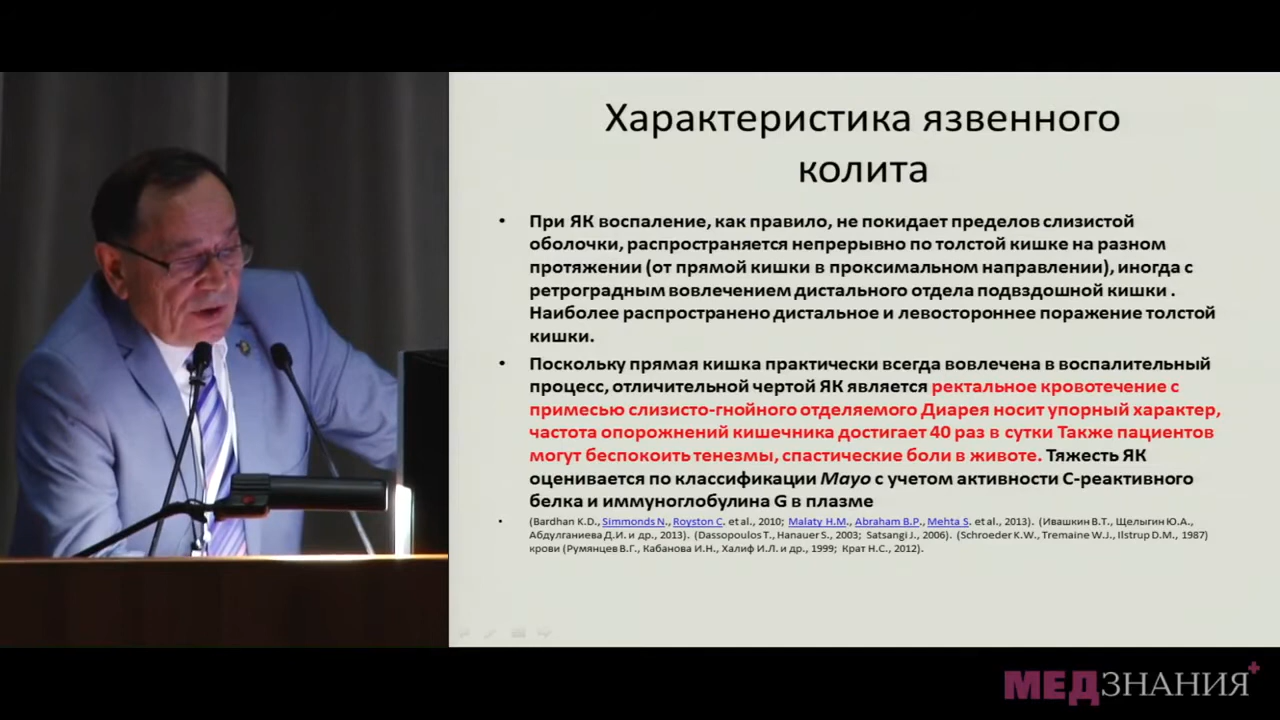 Характеристика язвенного
колита
• При ЯК воспаление, как правило, не покидает пределов слизистой
оболочки, распространяется непрерывно по толстой кишке на разном
протяжении (от прямой кишки в проксимальном направлении), иногда с
ретроградным вовлечением дистального отдела подвздошной кишки .
Наиболее распространено дистальное и левостороннее поражение толстой
кишки.
• Поскольку прямая кишка практически всегда вовлечена в воспалительный
процесс, отличительной чертой ЯК является ректальное кровотечение с
примесью слизисто-гнойного отделяемого Диарея носит упорный характер,
частота опорожнений кишечника достигает 40 раз в сутки Также пациентов
могут беспокоить тенезмы, спастические боли в животе. Тяжесть ЯК
оценивается по классификации Mayo с учетом активности С-реактивного
белка и иммуноглобулина G в плазме
• (Bardhan K.D., Simmonds N., Royston C. et al., 2010; Malaty H.M., Abraham B.P., Mehta S. et al., 2013). (Ивашкин В.Т., Щелыгин Ю.А.,
Абдулганиева Д.И. и др., 2013). (Dassopoulos T., Hanauer S., 2003; Satsangi J., 2006). (Schroeder K.W., Tremaine W.J., Ilstrup D.M., 1987)
крови (Румянцев В.Г., Кабанова И.Н., Халиф И.Л. и др., 1999; Крат Н.С., 2012).
МЕДЗНАНИЯ+